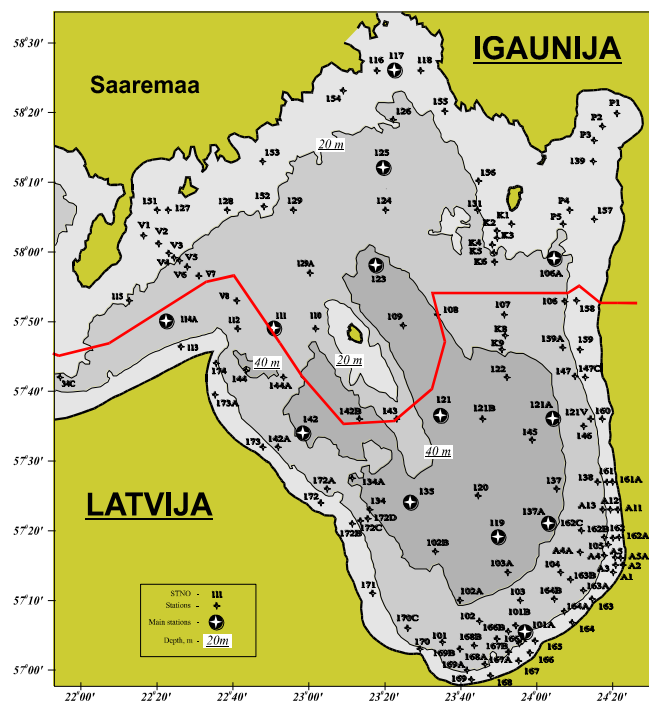 58°30'
58°20'
58°10'
58°00'
57°50'
57°40'
57°30'
57°20'
57°10'
57°00'
22°00' 22°20' 22°40' 23°00' 23°20' 23°40' 24°00' 24°20'
IGAUNIJA
Saaremaa
LATVIJA
116 117 118
154 126 155 P1
P2
20 m P3
153 125 139
156
151 127 128 152 129 124 131 P4 157
V1 V2 K2 K1 P5
V3 K3
V4 V5 K4
V6 V7 K5
K6
129A 123 106A
115 V8 108 107 106 158
114A 112 111 110 109
K8
113 20 m K9 139A 159
174 144 40 m
34C 144A 122 147 147C
173A
142B 143 121 121B 121A 121V 160
173 142A 142 145 146
40 m
172A 134A 138 161 161A
172 134 135 120 137 A13 A12 A11
172D
172B 172C 119 137A 162C 162B 162 162A
102B 105
A4A A4 A5 A5A
103A 104 A3 A2
A1
171 163B
163A
102A 103 164B 163
164A
170C 102 101B 164
101 166B 101A
170 168B 166 165
169B 167B
168A 167A 166
169A 167
169 168
STNO - 111
Stations -
Main stations -
Depth, m - 20m